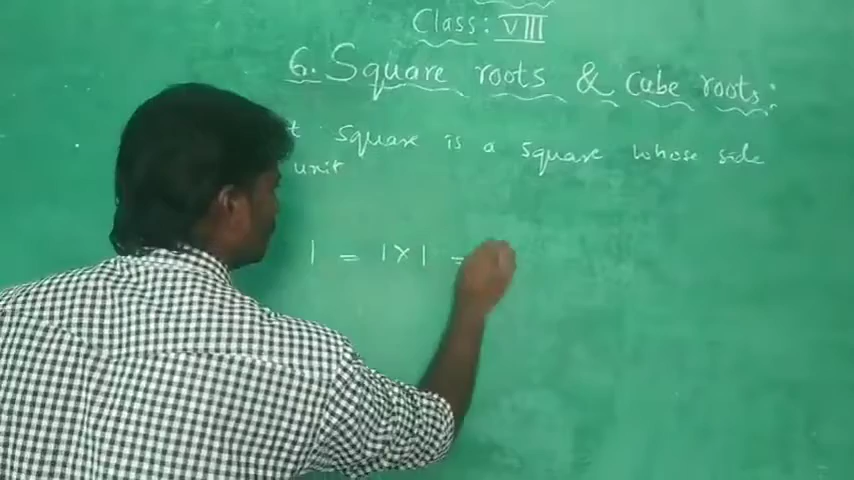 Class: VIII
6. Square roots & Cube roots:
square is a square whose side
unit
1 = 1 x 1 =